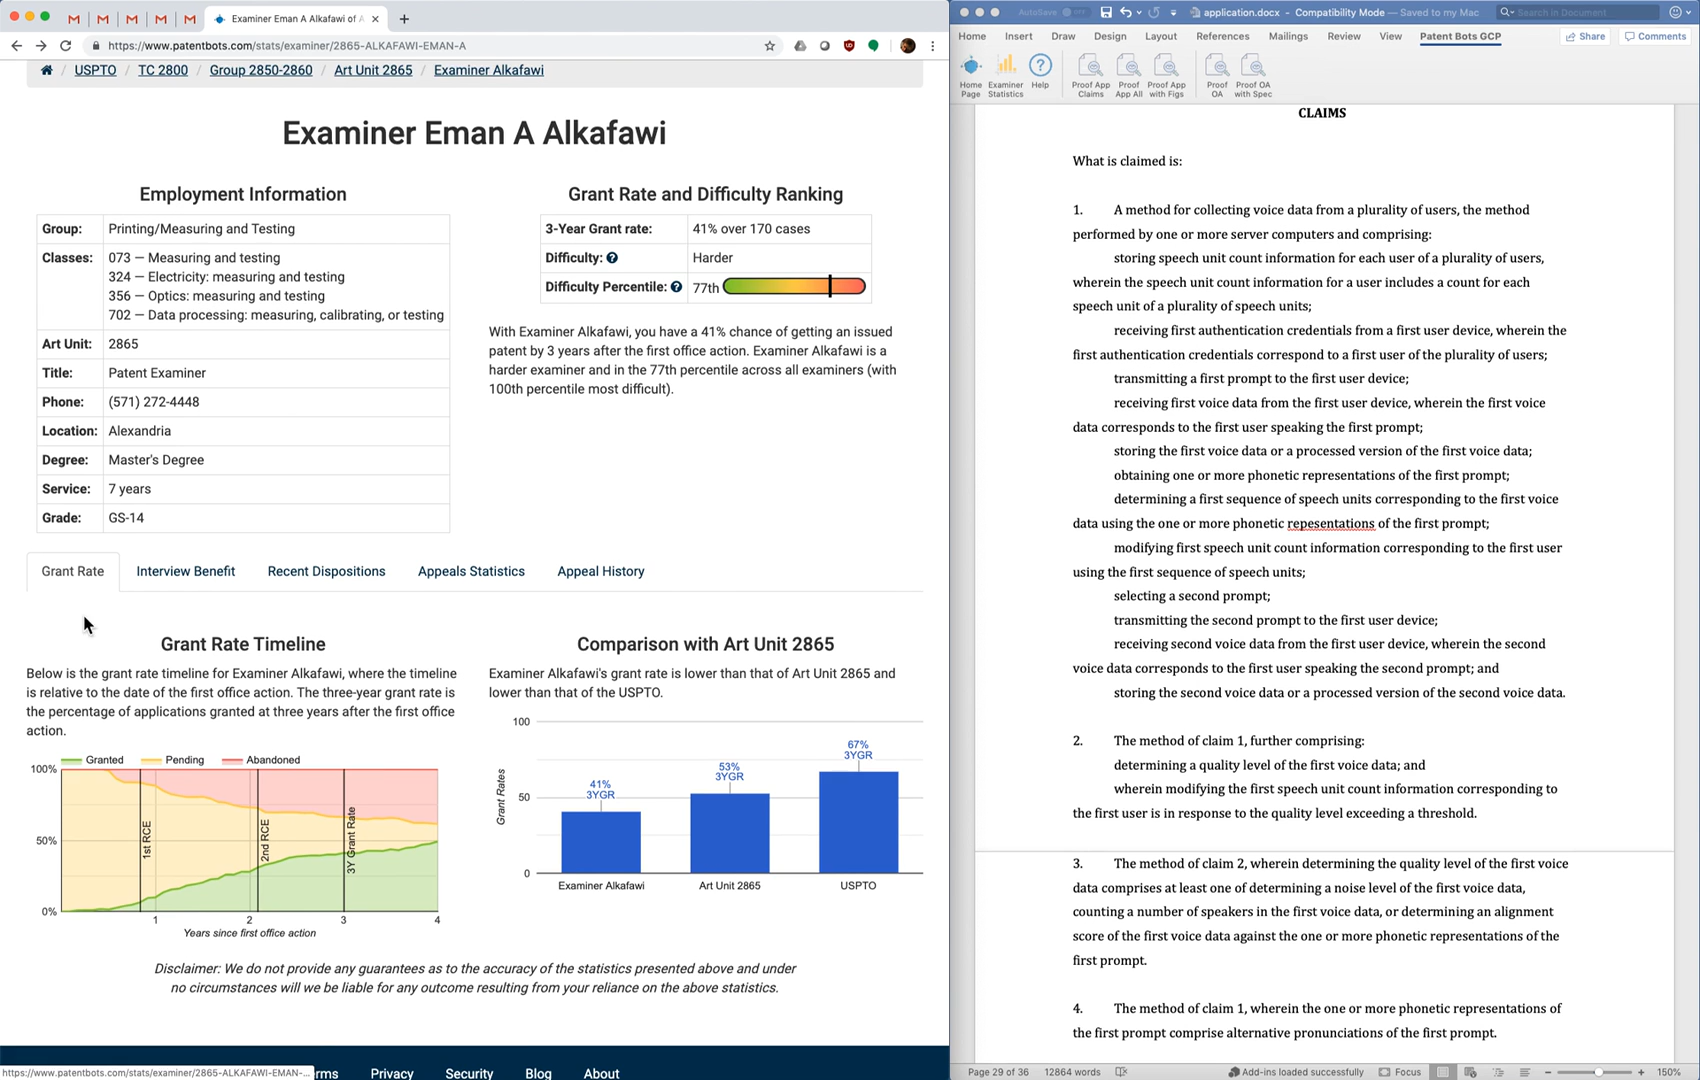 Examiner Eman A Alkafawi of A
https://www.patentbots.com/stats/examiner/2865-ALKAFAWI-EMAN-A
/ USPTO / TC 2800 / Group 2850-2860 / Art Unit 2865 / Examiner Alkafawi
Examiner Eman A Alkafawi
Employment Information
Group: Printing/Measuring and Testing
Classes: 073 — Measuring and testing
324 — Electricity: measuring and testing
356 — Optics: measuring and testing
702 — Data processing: measuring, calibrating, or testing
Art Unit: 2865
Title: Patent Examiner
Phone: (571) 272-4448
Location: Alexandria
Degree: Master's Degree
Service: 7 years
Grade: GS-14
Grant Rate and Difficulty Ranking
3-Year Grant rate: 41% over 170 cases
Difficulty: Harder
Difficulty Percentile: 77th
With Examiner Alkafawi, you have a 41% chance of getting an issued
patent by 3 years after the first office action. Examiner Alkafawi is a
harder examiner and in the 77th percentile across all examiners (with
100th percentile most difficult).
Grant Rate Interview Benefit Recent Dispositions Appeals Statistics Appeal History
Grant Rate Timeline
Below is the grant rate timeline for Examiner Alkafawi, where the timeline
is relative to the date of the first office action. The three-year grant rate is
the percentage of applications granted at three years after the first office
action.
Granted Pending Abandoned
100%
50%
0%
1st RCE
2nd RCE
3Y Grant Rate
1 2 3 4
Years since first office action
Comparison with Art Unit 2865
Examiner Alkafawi's grant rate is lower than that of Art Unit 2865 and
lower than that of the USPTO.
100
50
0
Grant Rates
41%
3YGR
53%
3YGR
67%
3YGR
Examiner Alkafawi Art Unit 2865 USPTO
Disclaimer: We do not provide any guarantees as to the accuracy of the statistics presented above and under
no circumstances will we be liable for any outcome resulting from your reliance on the above statistics.
rms Privacy Security Blog About
https://www.patentbots.com/stats/examiner/2865-ALKAFAWI-EMAN-...
AutoSave application.docx - Compatibility Mode — Saved to my Mac Search in Document
Home Insert Draw Design Layout References Mailings Review View Patent Bots GCP Share Comments
Home
Page
Examiner
Statistics
Help
Proof App
Claims
Proof
App All
Proof App
with Figs
Proof
OA
Proof OA
with Spec
CLAIMS
What is claimed is:
1. A method for collecting voice data from a plurality of users, the method
performed by one or more server computers and comprising:
storing speech unit count information for each user of a plurality of users,
wherein the speech unit count information for a user includes a count for each
speech unit of a plurality of speech units;
receiving first authentication credentials from a first user device, wherein the
first authentication credentials correspond to a first user of the plurality of users;
transmitting a first prompt to the first user device;
receiving first voice data from the first user device, wherein the first voice
data corresponds to the first user speaking the first prompt;
storing the first voice data or a processed version of the first voice data;
obtaining one or more phonetic representations of the first prompt;
determining a first sequence of speech units corresponding to the first voice
data using the one or more phonetic repesentations of the first prompt;
modifying first speech unit count information corresponding to the first user
using the first sequence of speech units;
selecting a second prompt;
transmitting the second prompt to the first user device;
receiving second voice data from the first user device, wherein the second
voice data corresponds to the first user speaking the second prompt; and
storing the second voice data or a processed version of the second voice data.
2. The method of claim 1, further comprising:
determining a quality level of the first voice data; and
wherein modifying the first speech unit count information corresponding to
the first user is in response to the quality level exceeding a threshold.
3. The method of claim 2, wherein determining the quality level of the first voice
data comprises at least one of determining a noise level of the first voice data,
counting a number of speakers in the first voice data, or determining an alignment
score of the first voice data against the one or more phonetic representations of the
first prompt.
4. The method of claim 1, wherein the one or more phonetic representations of
the first prompt comprise alternative pronunciations of the first prompt.
Page 29 of 36 12864 words Add-ins loaded successfully Focus 150%